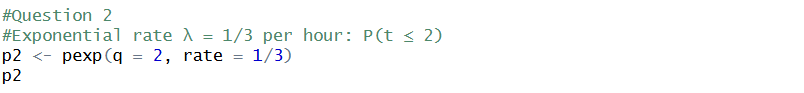 #Question 2
#Exponential rate λ = 1/3 per hour: P(t ≤ 2)
p2 <- pexp(q = 2, rate = 1/3)
p2